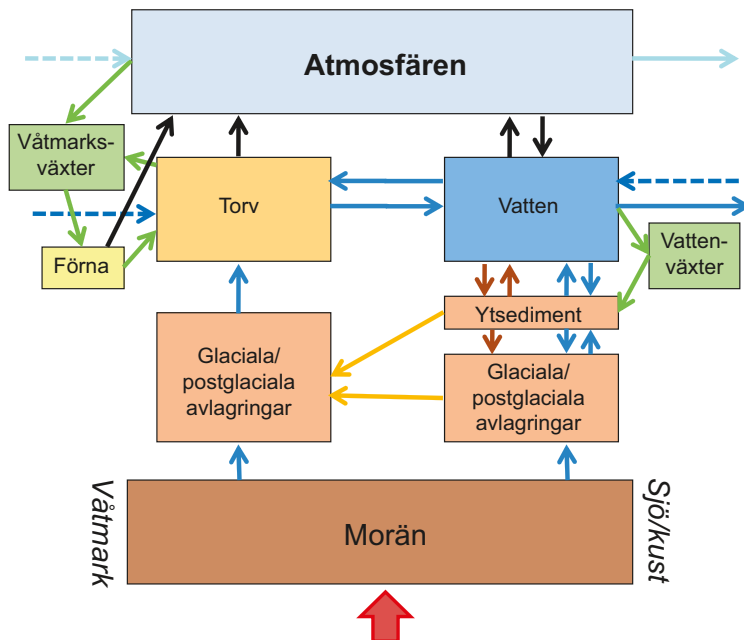 Atmosfären
Våtmarks-
växter
Torv
Vatten
Förna
Vatten-
växter
Ytsediment
Glaciala/
postglaciala
avlagringar
Glaciala/
postglaciala
avlagringar
Våtmark
Morän
Sjö/kust